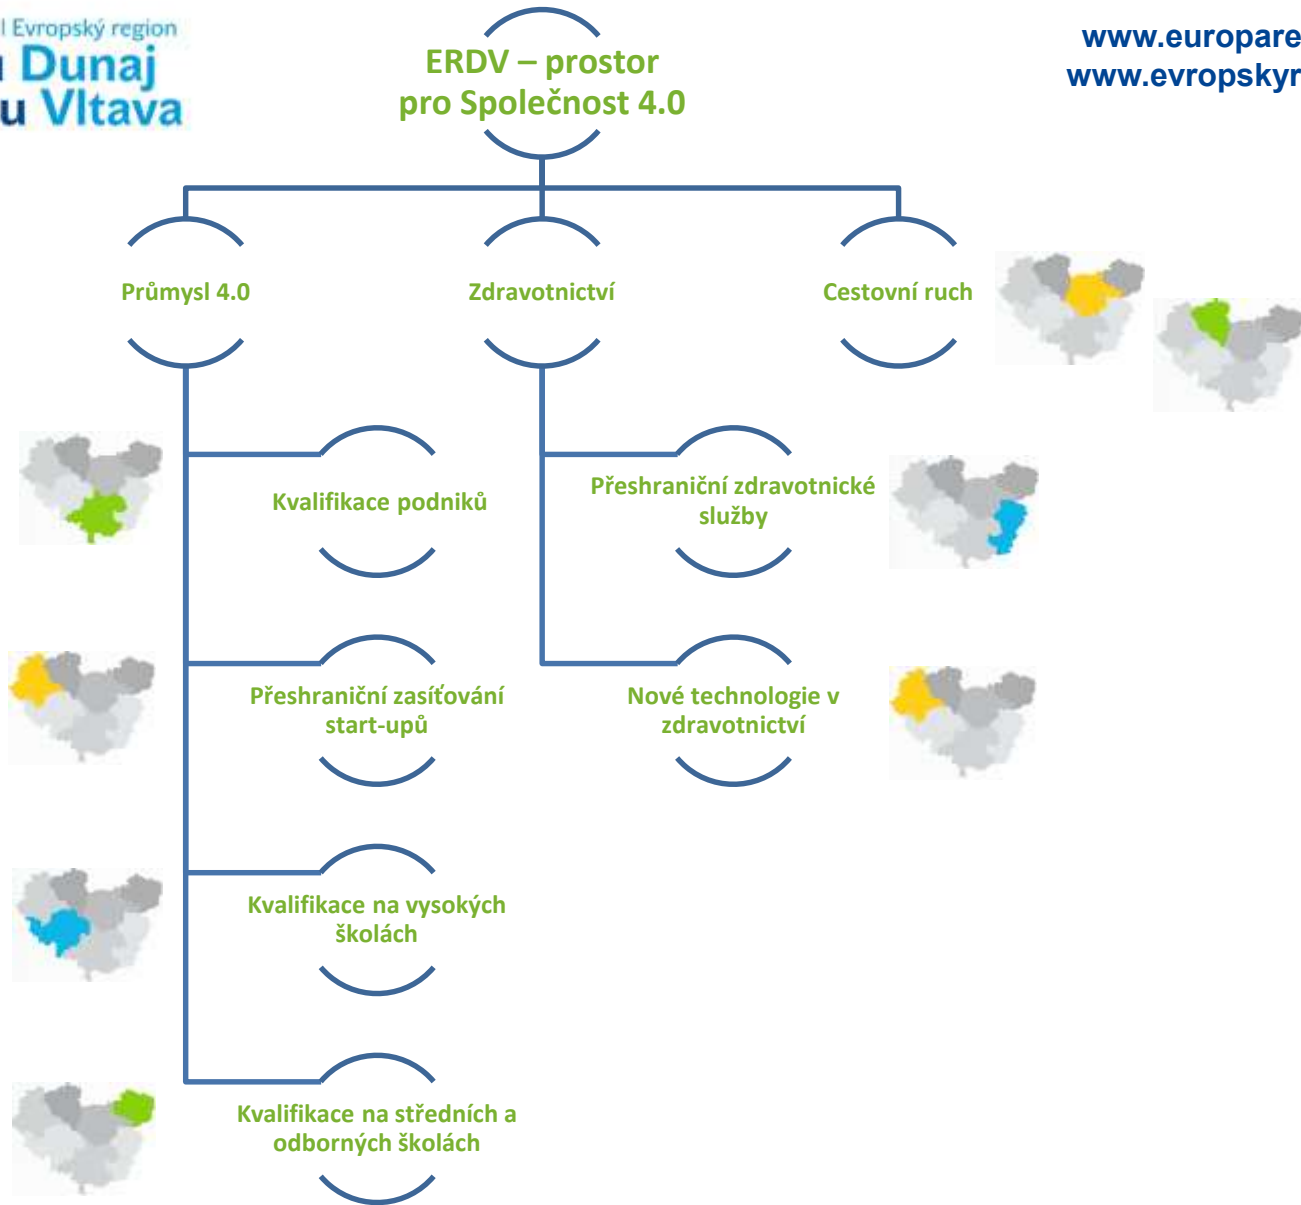 Evropský region
Dunaj
Vltava
www.europare
www.evropskyr
ERDV – prostor
pro Společnost 4.0
Průmysl 4.0
Zdravotnictví
Cestovní ruch
Kvalifikace podniků
Přeshraniční zdravotnické
služby
Přeshraniční zasíťování
start-upů
Nové technologie v
zdravotnictví
Kvalifikace na vysokých
školách
Kvalifikace na středních a
odborných školách